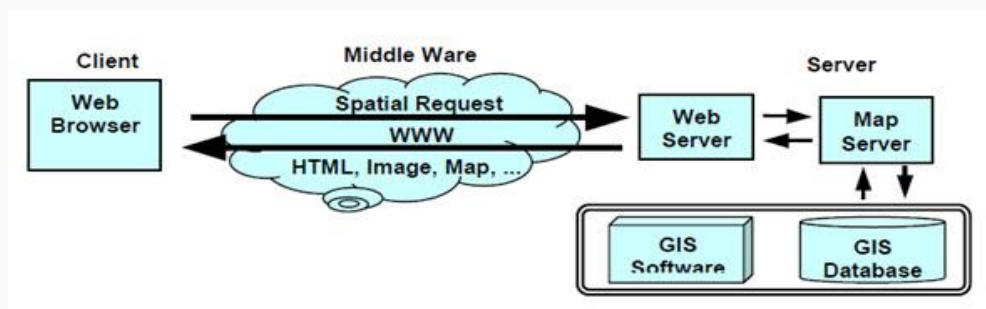 Client
Middle Ware
Server
Web
Browser
Spatial Request
WWW
HTML, Image, Map, ...
Web
Server
Map
Server
GIS
Software
GIS
Database